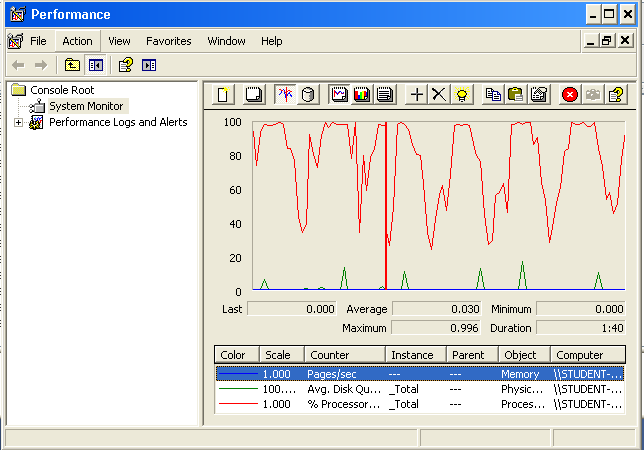 Performance
File Action View Favorites Window Help
Console Root
System Monitor
Performance Logs and Alerts
100
80
60
40
20
0
Last 0.000 Average 0.030 Minimum 0.000
Maximum 0.996 Duration 1:40
Color Scale Counter Instance Parent Object Computer
1.000 Pages/sec --- --- Memory \\STUDENT-...
100.... Avg. Disk Qu... _Total --- Physic... \\STUDENT-...
1.000 % Processor... _Total --- Proces... \\STUDENT-...